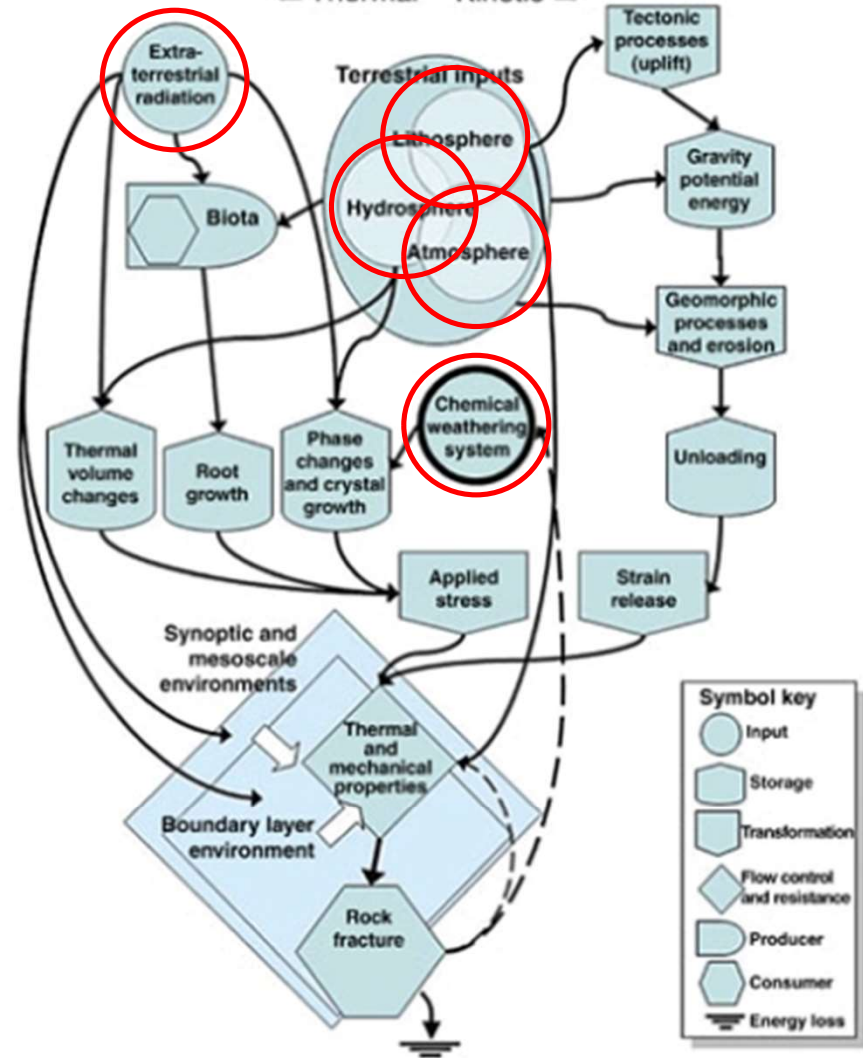 Thermal Kinetic
Extra-
terrestrial
radiation
Terrestrial inputs
Lithosphere
Hydrosphere
Atmosphere
Tectonic
processes
(uplift)
Biota
Gravity
potential
energy
Geomorphic
processes
and erosion
Chemical
weathering
system
Thermal
volume
changes
Root
growth
Phase
changes
and crystal
growth
Unloading
Applied
stress
Strain
release
Synoptic and
mesoscale
environments
Thermal
and
mechanical
properties
Boundary layer
environment
Rock
fracture
Symbol key
Input
Storage
Transformation
Flow control
and resistance
Producer
Consumer
Energy loss